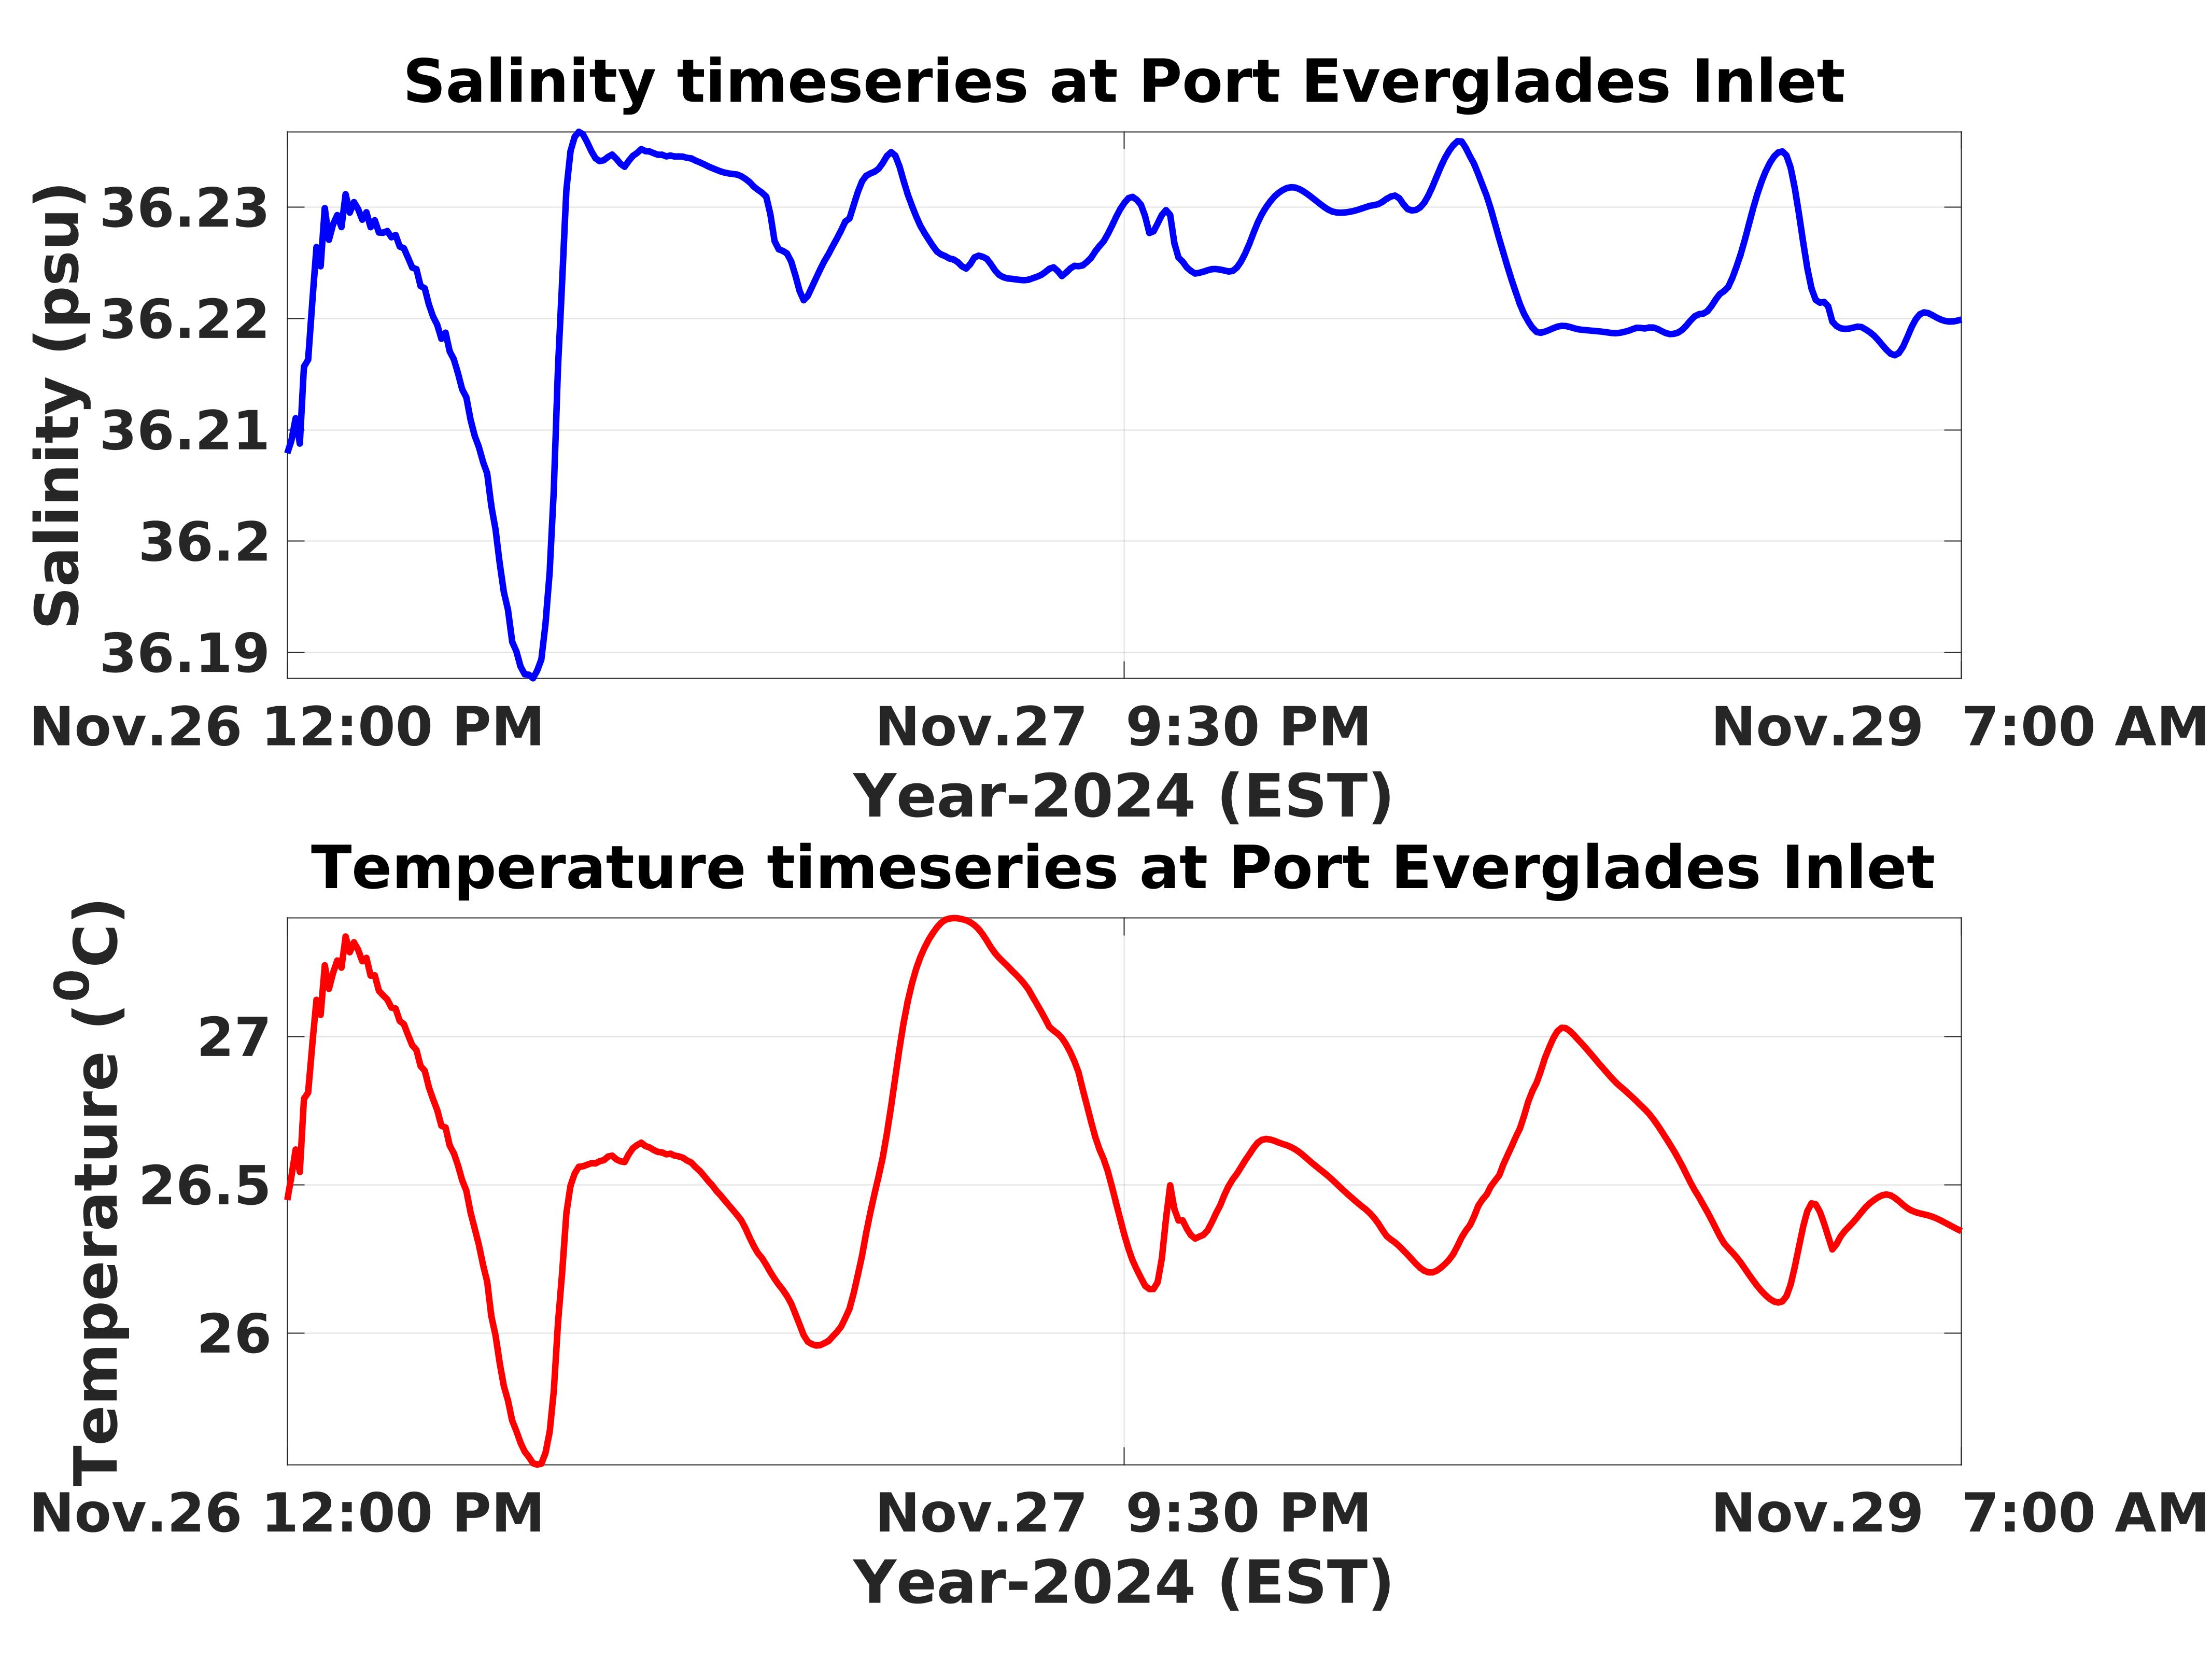 Salinity timeseries at Port Everglades Inlet
Salinity (psu)
36.23
36.22
36.21
36.2
36.19
Nov.26 12:00 PM Nov.27  9:30 PM Nov.29  7:00 AM
Year-2024 (EST)
Temperature timeseries at Port Everglades Inlet
Temperature (⁰C)
27
26.5
26
Nov.26 12:00 PM Nov.27  9:30 PM Nov.29  7:00 AM
Year-2024 (EST)